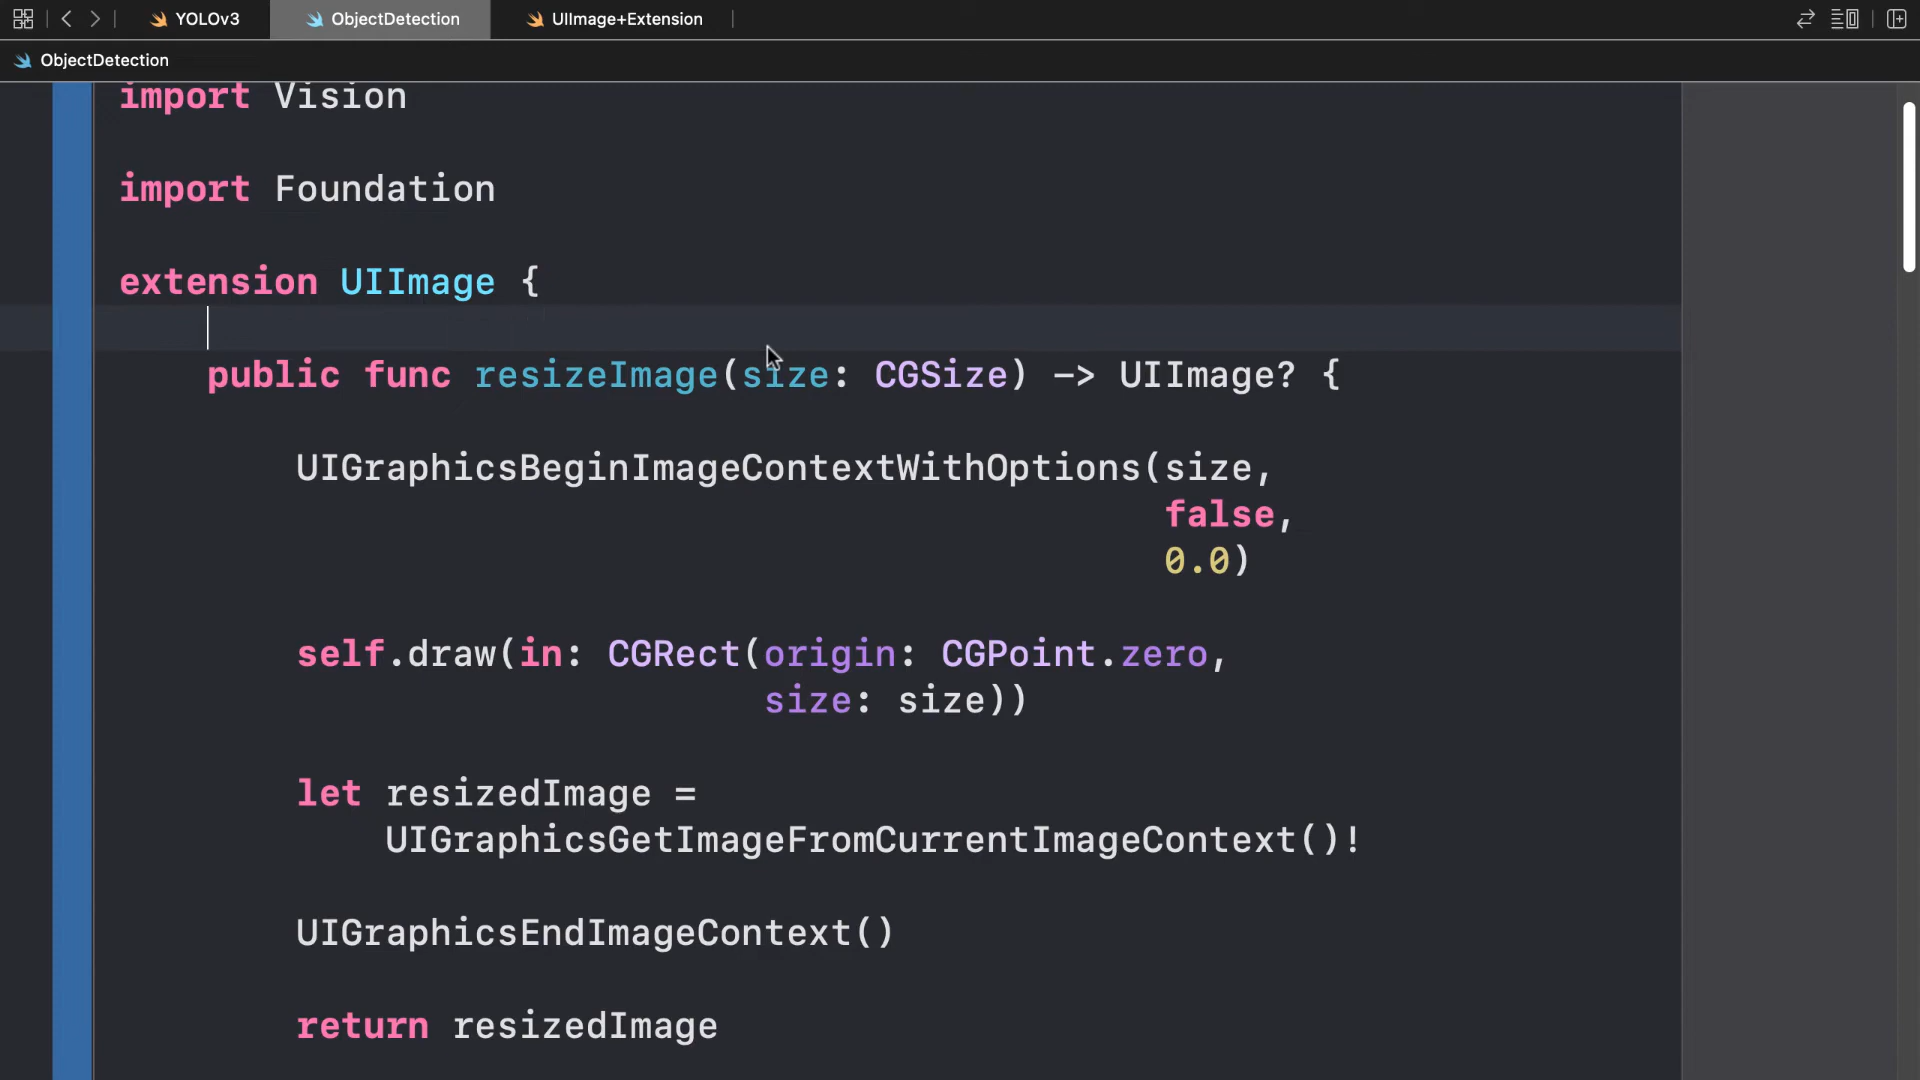 YOLOv3 ObjectDetection UIImage+Extension
ObjectDetection
import Vision
import Foundation
extension UIImage {
public func resizeImage(size: CGSize) -> UIImage? {
UIGraphicsBeginImageContextWithOptions(size,
false,
0.0)
self.draw(in: CGRect(origin: CGPoint.zero,
size: size))
let resizedImage =
UIGraphicsGetImageFromCurrentImageContext()!
UIGraphicsEndImageContext()
return resizedImage